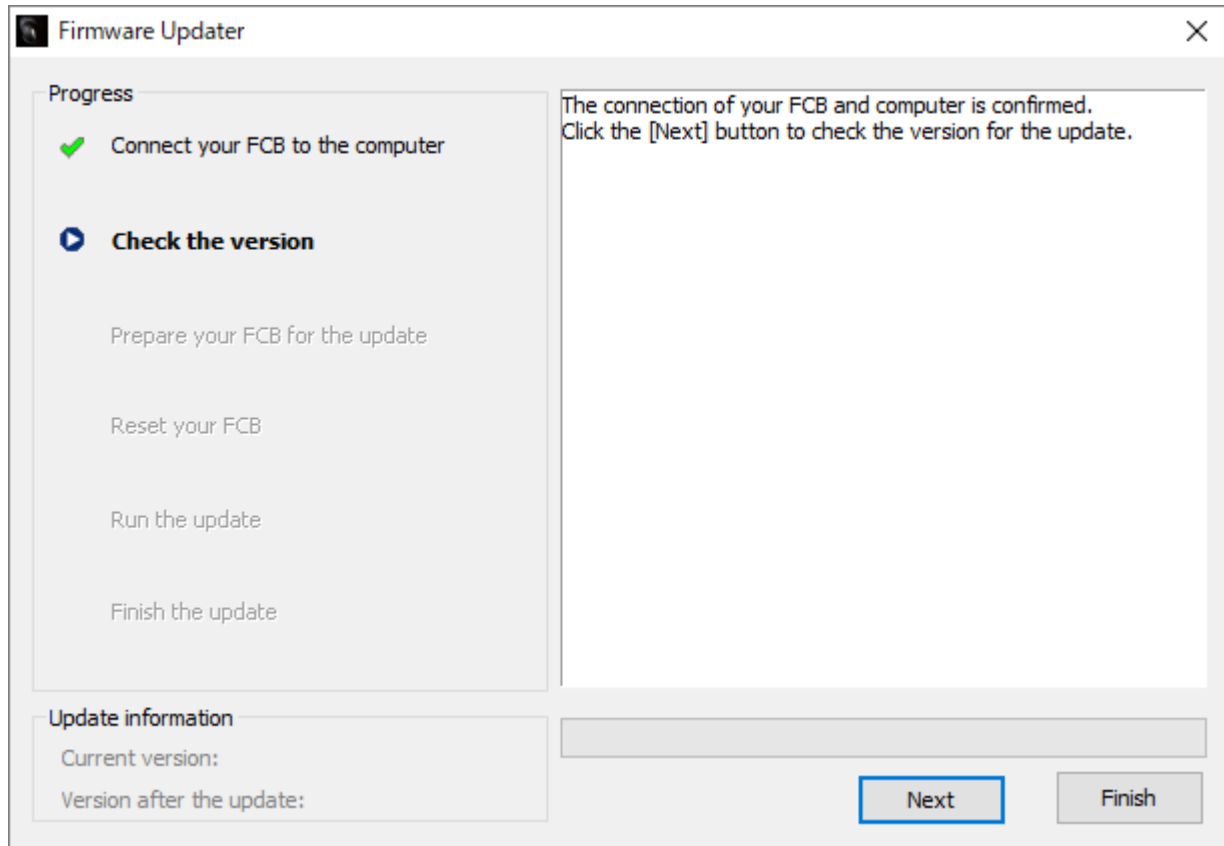 Firmware Updater
Progress
Connect your FCB to the computer
Check the version
Prepare your FCB for the update
Reset your FCB
Run the update
Finish the update
The connection of your FCB and computer is confirmed.
Click the [Next] button to check the version for the update.
Update information
Current version:
Version after the update:
Next
Finish